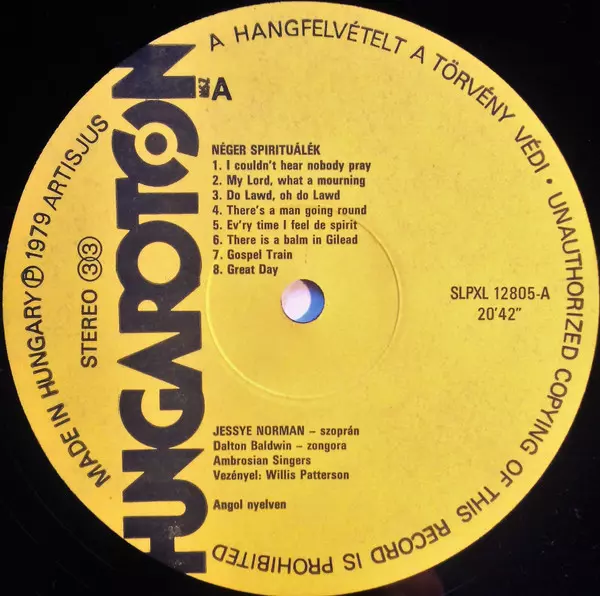 A HANGFELVÉTELT A TÖRVÉNY VÉDI • UNAUTHORIZED COPYING OF THIS RECORD IS PROHIBITED
MADE IN HUNGARY Ⓟ 1979 ARTISJUS
STEREO 33
HUNGAROTON
A
NÉGER SPIRITUÁLÉK
1. I couldn't hear nobody pray
2. My Lord, what a mourning
3. Do Lawd, oh do Lawd
4. There's a man going round
5. Ev'ry time I feel de spirit
6. There is a balm in Gilead
7. Gospel Train
8. Great Day
SLPXL 12805-A
20'42"
JESSYE NORMAN – szoprán
Dalton Baldwin – zongora
Ambrosian Singers
Vezényel: Willis Patterson
Angol nyelven